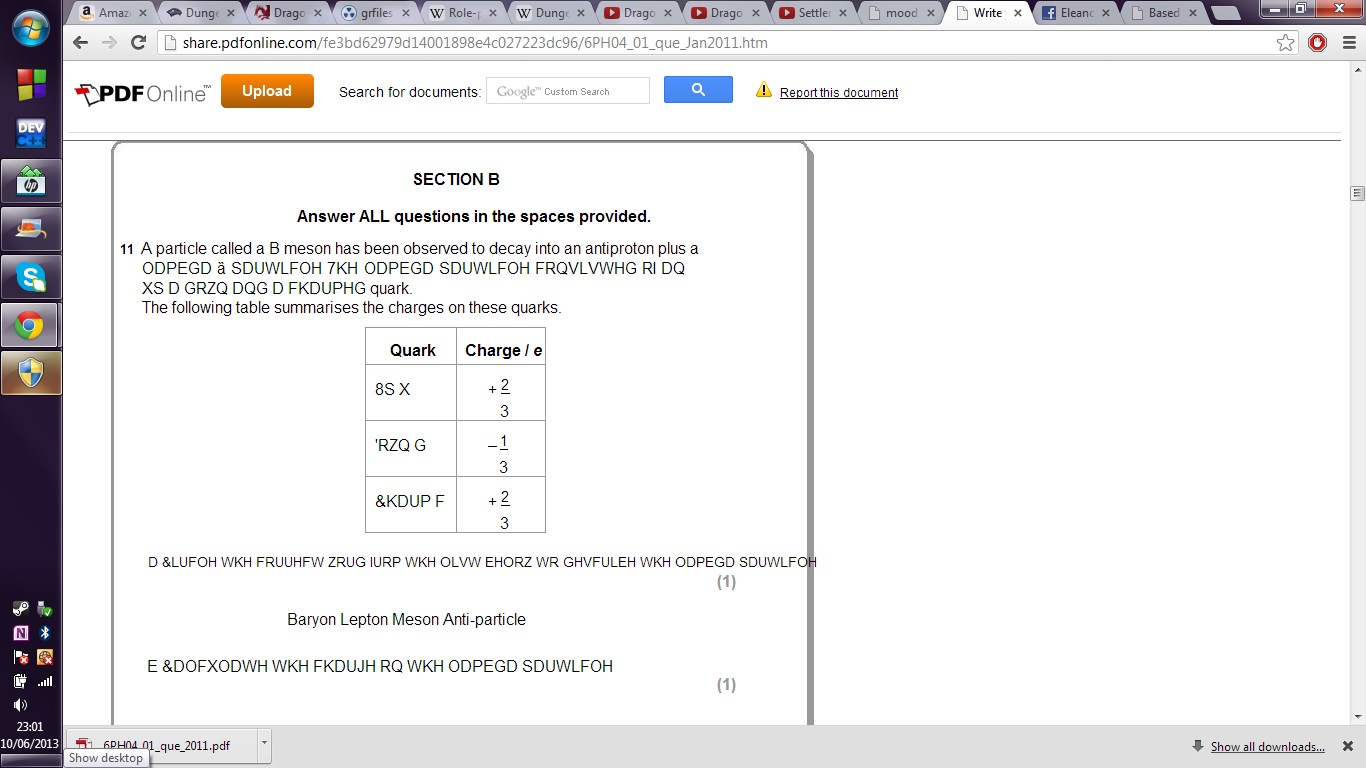 Amaz
Dunge
Drago
grfiles
Role-p
Dunge
Drago
Drago
Settler
mood
Write
Eleanc
Based
share.pdfonline.com/fe3bd62979d14001898e4c027223dc96/6PH04_01_que_Jan2011.htm
PDF Online™
Upload
Search for documents:
Google™ Custom Search
Report this document
DEV
C++
hp
SECTION B
Answer ALL questions in the spaces provided.
11 A particle called a B meson has been observed to decay into an antiproton plus a
ODPEGD ȁ SDUWLFOH 7KH ODPEGD SDUWLFOH FRQVLVWHG RI DQ
XS D GRZQ DQG D FKDUPHG quark.
The following table summarises the charges on these quarks.
Quark Charge / e
8S X + 2/3
'RZQ G – 1/3
&KDUP F + 2/3
D &LUFOH WKH FRUUHFW ZRUG IURP WKH OLVW EHORZ WR GHVFULEH WKH ODPEGD SDUWLFOH
(1)
Baryon Lepton Meson Anti-particle
E &DOFXODWH WKH FKDUJH RQ WKH ODPEGD SDUWLFOH
(1)
23:01
10/06/2013
6PH04_01_que_2011.pdf
Show all downloads...
Show desktop